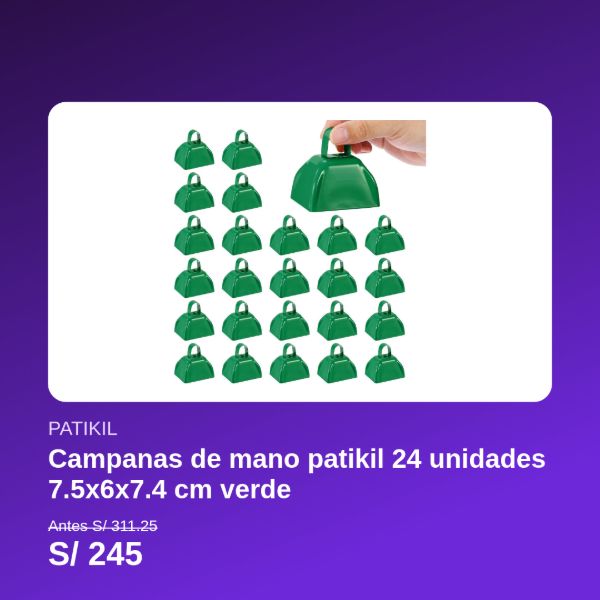 PATIKIL
Campanas de mano patikil 24 unidades
7.5x6x7.4 cm verde
Antes S/ 311.25
S/ 245